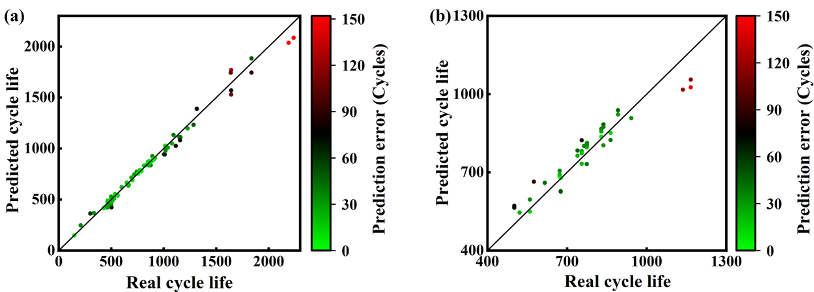 (a)
2000
1500
1000
500
0
0 500 1000 1500 2000
Predicted cycle life
Real cycle life
150
120
90
60
30
0
Prediction error (Cycles)
(b)
1300
1000
700
400
400 700 1000 1300
Predicted cycle life
Real cycle life
150
120
90
60
30
0
Prediction error (Cycles)